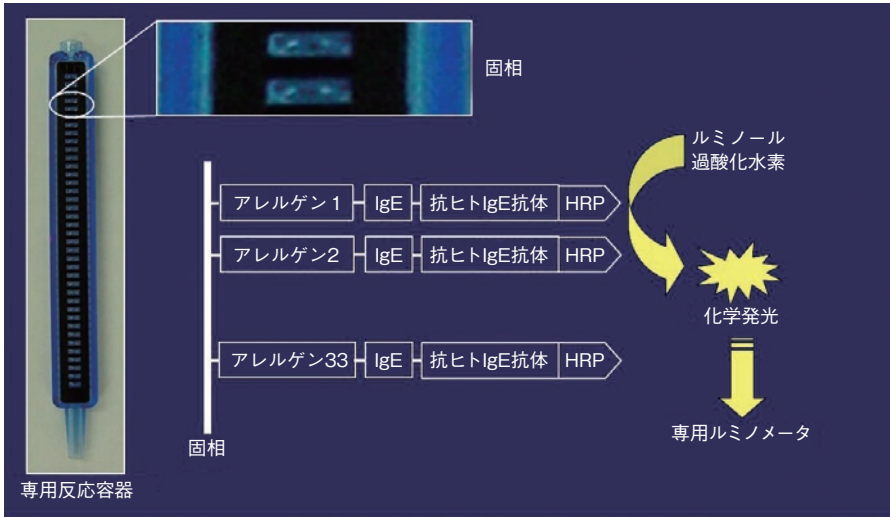 固相
ルミノール
過酸化水素
アレルゲン1 IgE 抗ヒトIgE抗体 HRP
アレルゲン2 IgE 抗ヒトIgE抗体 HRP
化学発光
アレルゲン33 IgE 抗ヒトIgE抗体 HRP
専用ルミノメータ
固相
専用反応容器